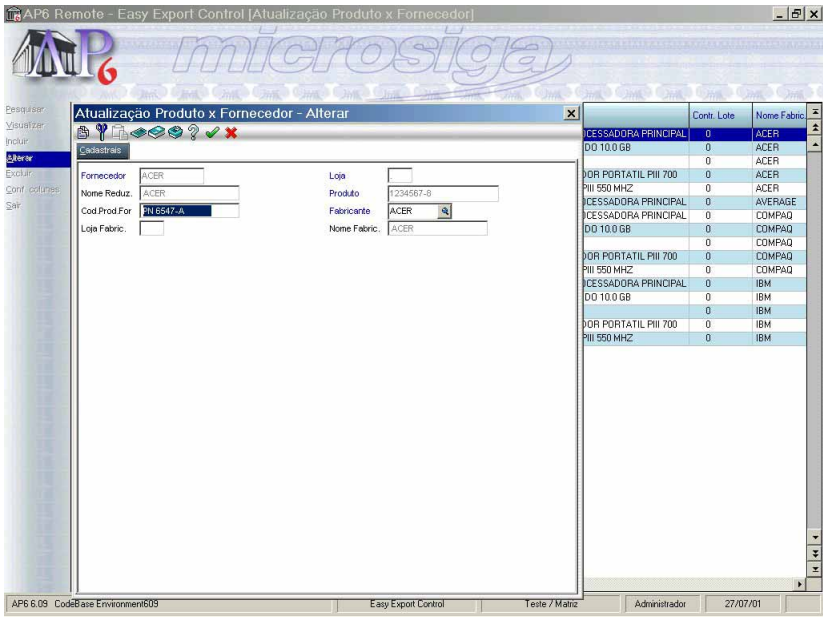 AP6 Remote - Easy Export Control [Atualização Produto x Fornecedor]
AP6 microsiga
Pesquisar
Visualizar
Incluir
Alterar
Excluir
Conf. colunas
Sair
Atualização Produto x Fornecedor - Alterar
Cadastrais
Fornecedor ACER Loja
Nome Reduz. ACER Produto 1234567-8
Cod.Prod.For PN 6547-A Fabricante ACER
Loja Fabric. Nome Fabric. ACER
Contr. Lote Nome Fabric.
ICESSADORA PRINCIPAL 0 ACER
DO 10.0 GB 0 ACER
0 ACER
DOR PORTATIL PIII 700 0 ACER
PIII 550 MHZ 0 ACER
ICESSADORA PRINCIPAL 0 AVERAGE
ICESSADORA PRINCIPAL 0 COMPAQ
DO 10.0 GB 0 COMPAQ
0 COMPAQ
DOR PORTATIL PIII 700 0 COMPAQ
PIII 550 MHZ 0 COMPAQ
ICESSADORA PRINCIPAL 0 IBM
DO 10.0 GB 0 IBM
0 IBM
DOR PORTATIL PIII 700 0 IBM
PIII 550 MHZ 0 IBM
AP6 6.09 CodeBase Environment609 Easy Export Control Teste / Matriz Administrador 27/07/01